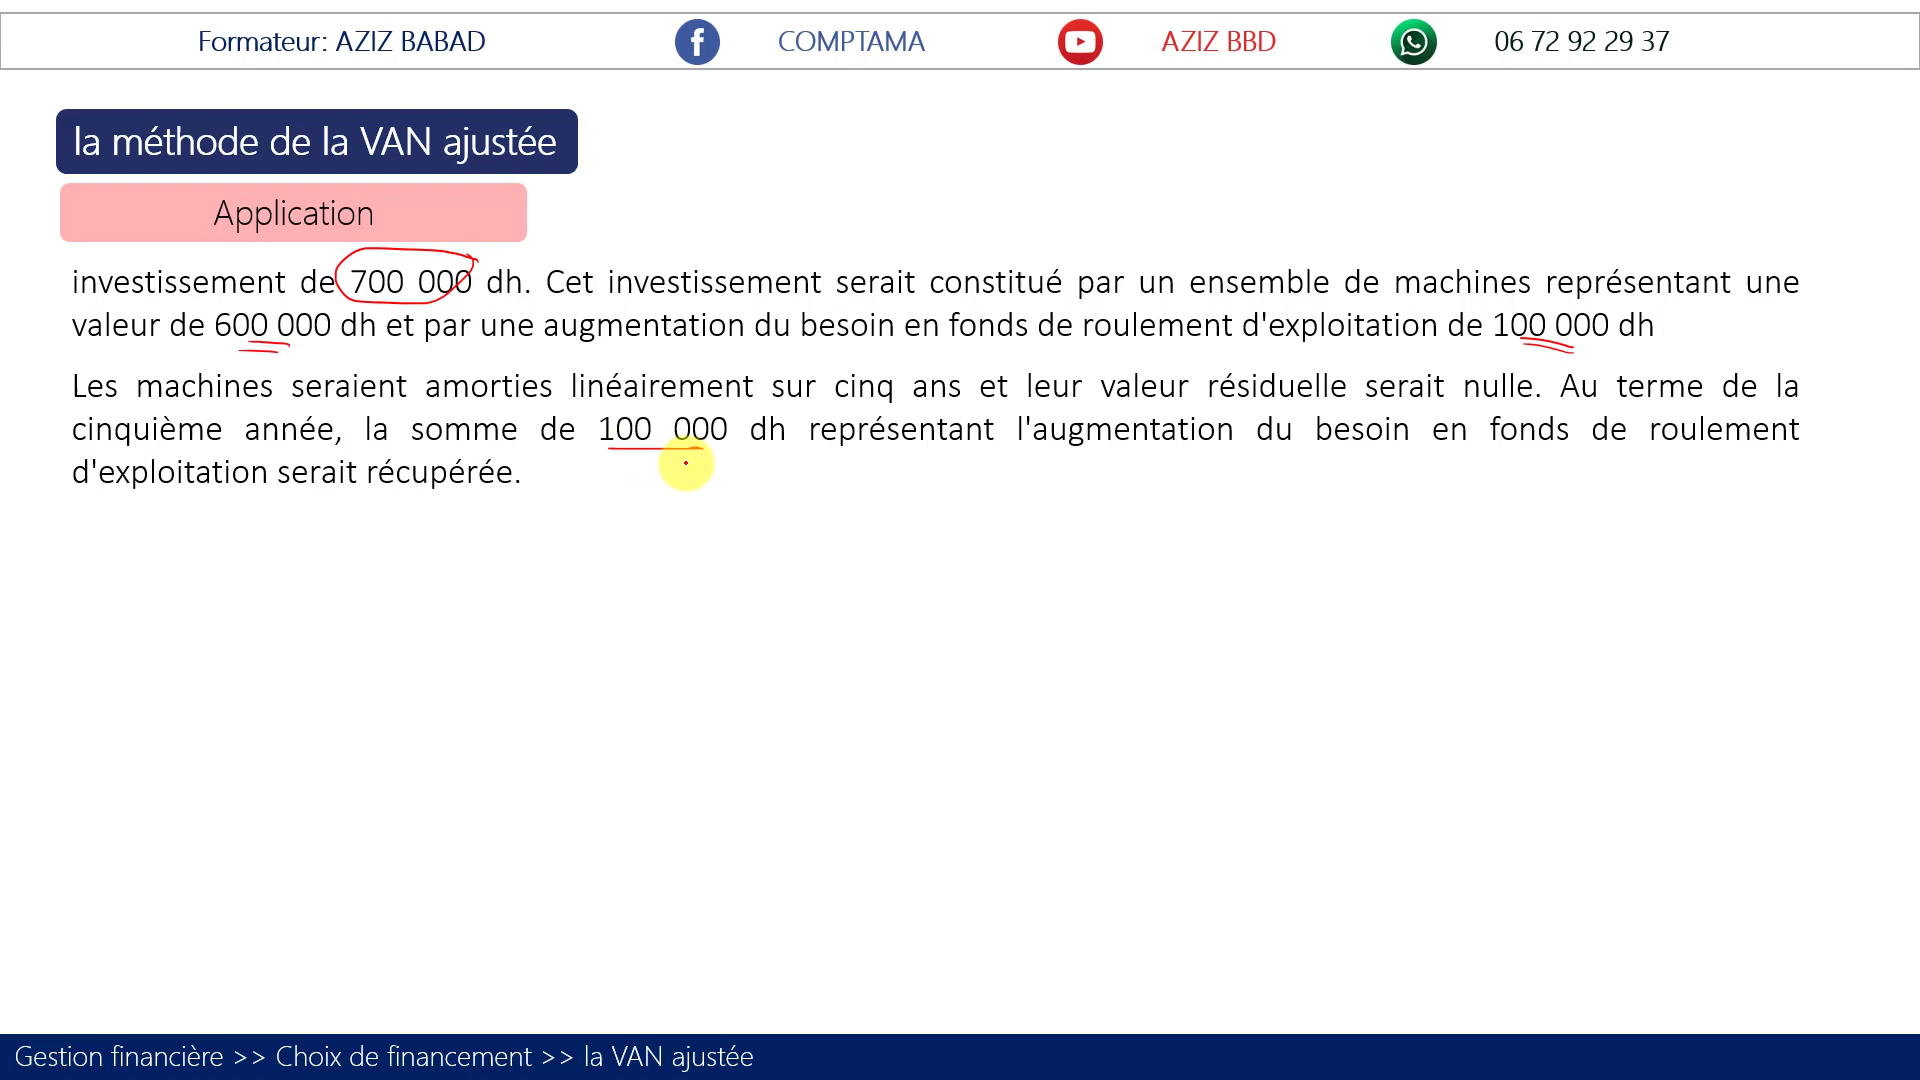 Formateur: AZIZ BABAD COMPTAMA AZIZ BBD 06 72 92 29 37
la méthode de la VAN ajustée
Application
investissement de 700 000 dh. Cet investissement serait constitué par un ensemble de machines représentant une
valeur de 600 000 dh et par une augmentation du besoin en fonds de roulement d'exploitation de 100 000 dh
Les machines seraient amorties linéairement sur cinq ans et leur valeur résiduelle serait nulle. Au terme de la
cinquième année, la somme de 100 000 dh représentant l'augmentation du besoin en fonds de roulement
d'exploitation serait récupérée.
Gestion financière >> Choix de financement >> la VAN ajustée